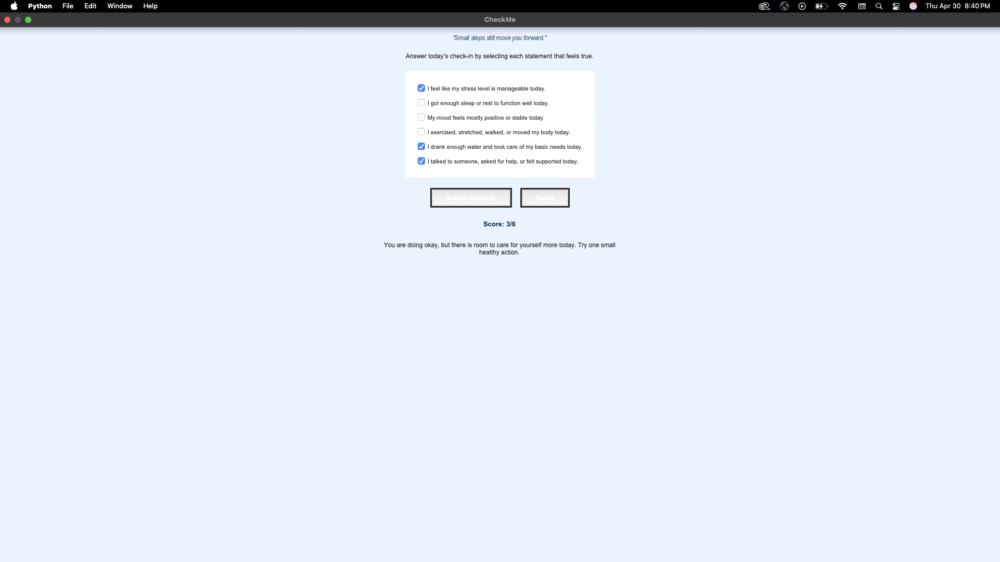 Python File Edit Window Help Thu Apr 30 8:40 PM
CheckMe
"Small steps still move you forward."
Answer today's check-in by selecting each statement that feels true.
I feel like my stress level is manageable today.
I got enough sleep or rest to function well today.
My mood feels mostly positive or stable today.
I exercised, stretched, walked, or moved my body today.
I drank enough water and took care of my basic needs today.
I talked to someone, asked for help, or felt supported today.
Submit Check-In Reset
Score: 3/6
You are doing okay, but there is room to care for yourself more today. Try one small
healthy action.